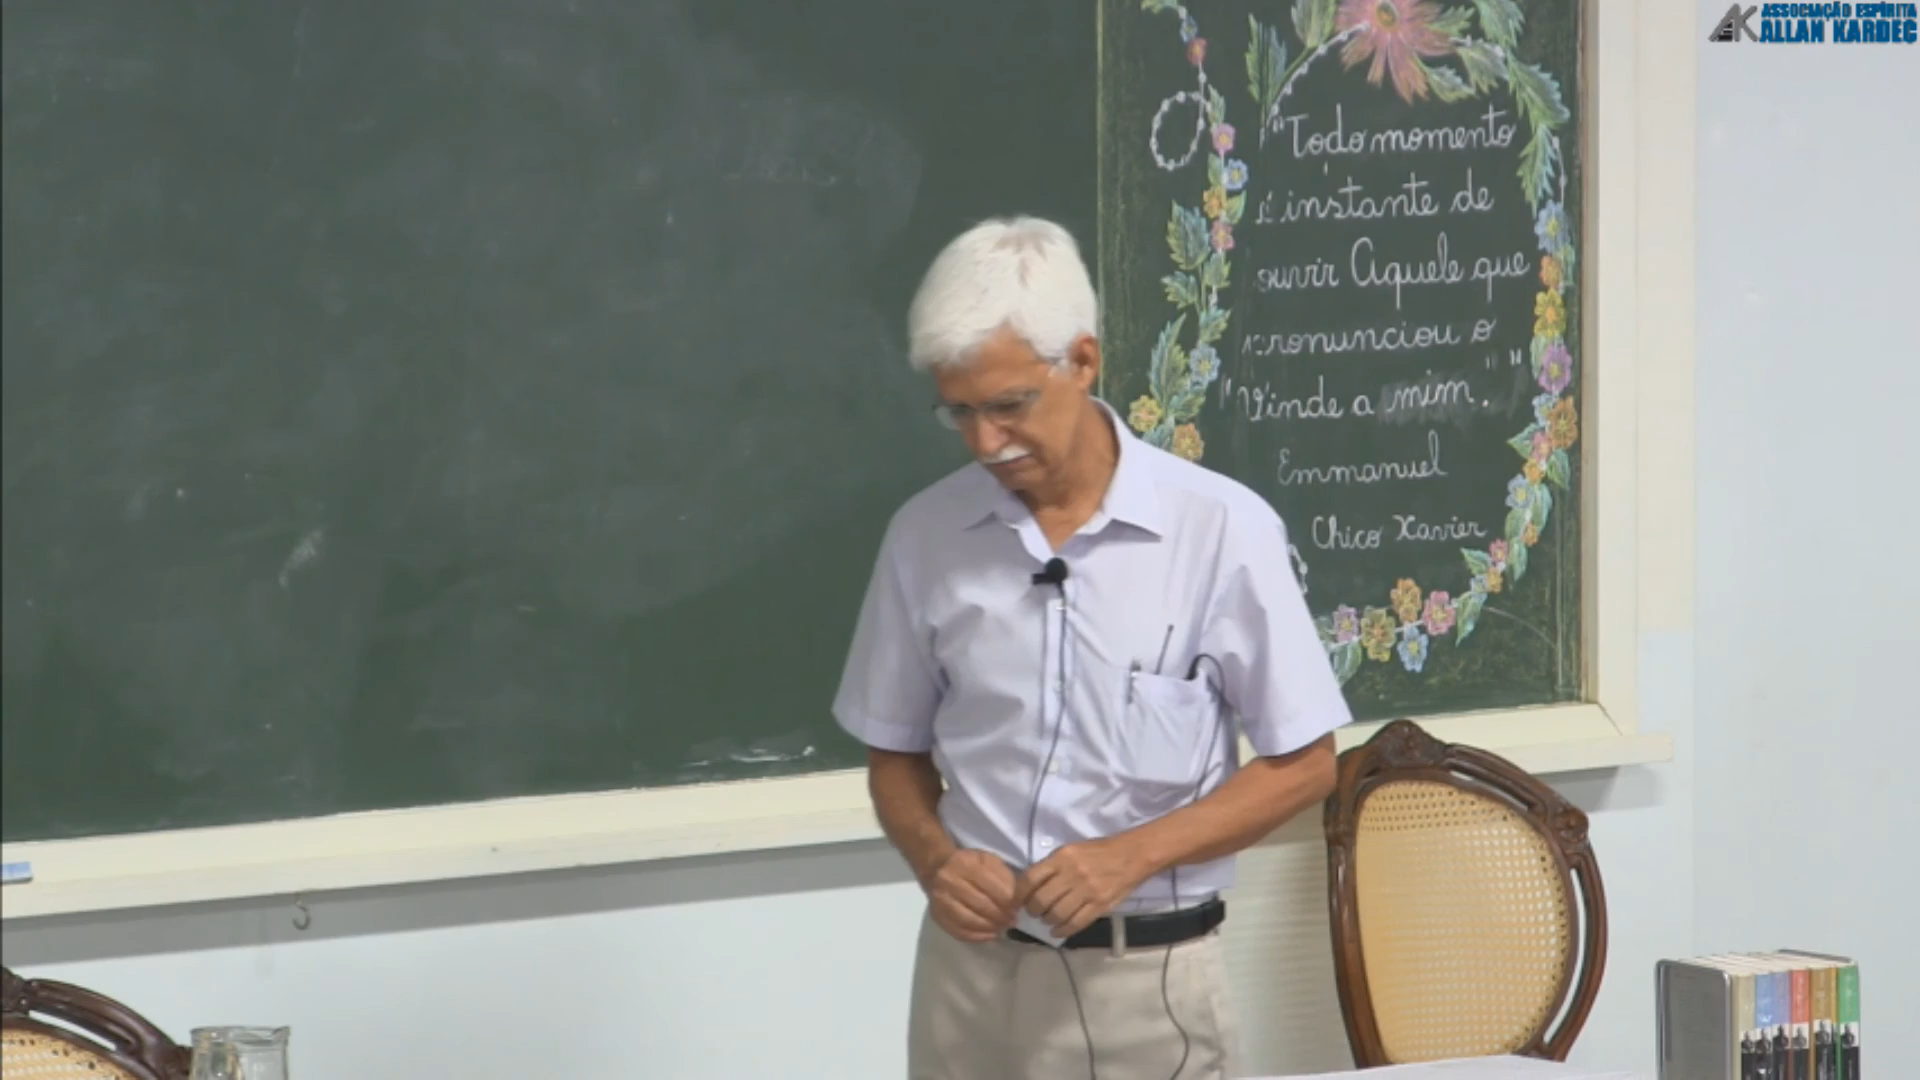 ASSOCIAÇÃO ESPÍRITA
ALLAN KARDEC
"Todo momento
é instante de
ouvir Aquele que
pronunciou o
"Vinde a mim." "
Emmanuel
Chico Xavier